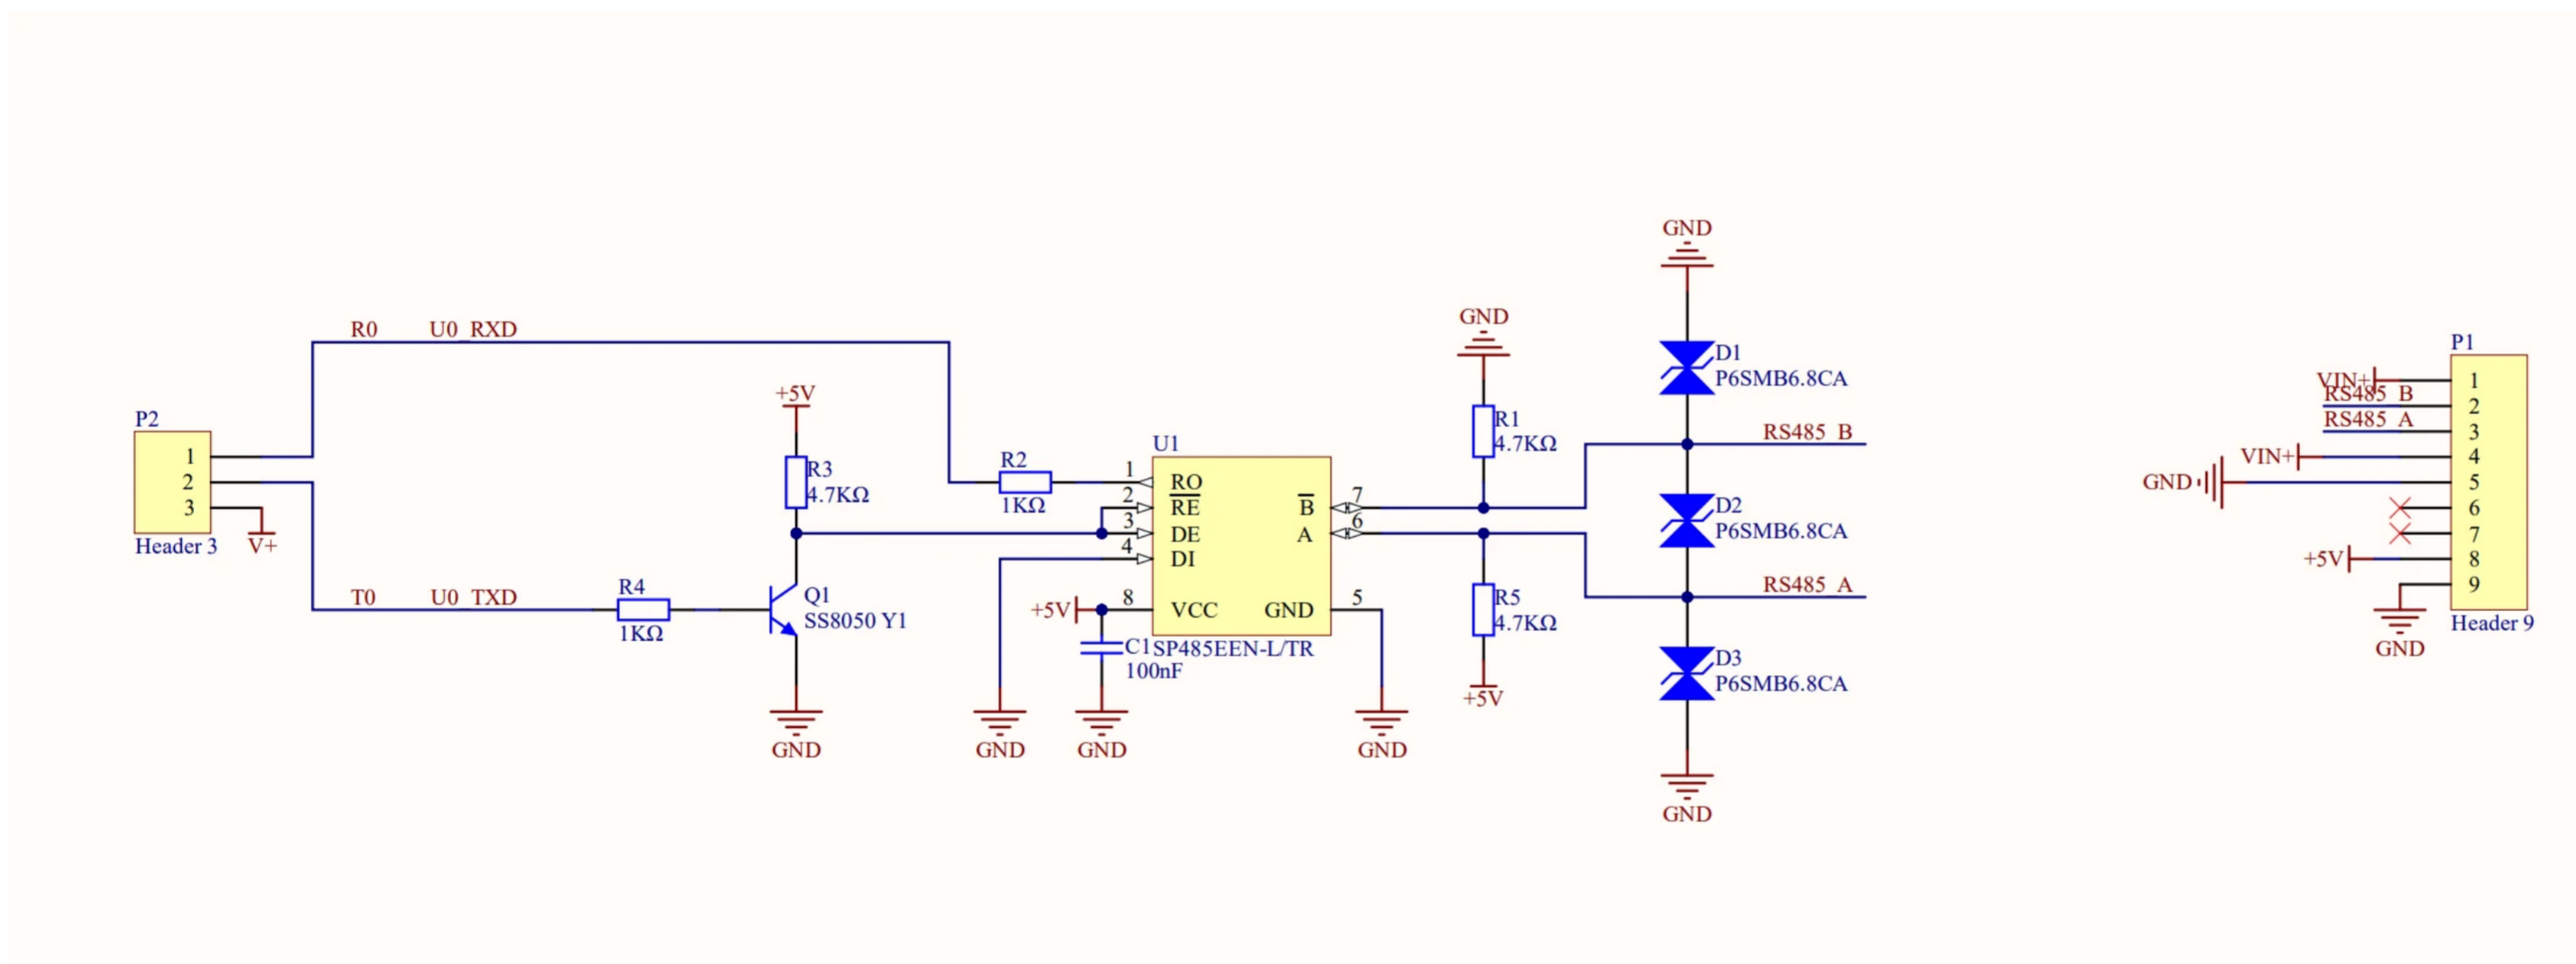 P2
1
2
3
Header 3
V+
R0 U0_RXD
T0 U0_TXD
R4
1KΩ
+5V
R3
4.7KΩ
Q1
SS8050 Y1
GND
R2
1KΩ
GND
U1
1 RO
2 RE
3 DE
4 DI
8 VCC
B 7
A 6
GND 5
SP485EEN-L/TR
+5V
C1
100nF
GND
GND
GND
R1
4.7KΩ
R5
4.7KΩ
+5V
GND
D1
P6SMB6.8CA
RS485_B
D2
P6SMB6.8CA
RS485_A
D3
P6SMB6.8CA
GND
P1
VIN+ 1
RS485_B 2
RS485_A 3
VIN+ 4
GND 5
6
7
+5V 8
9
GND
Header 9